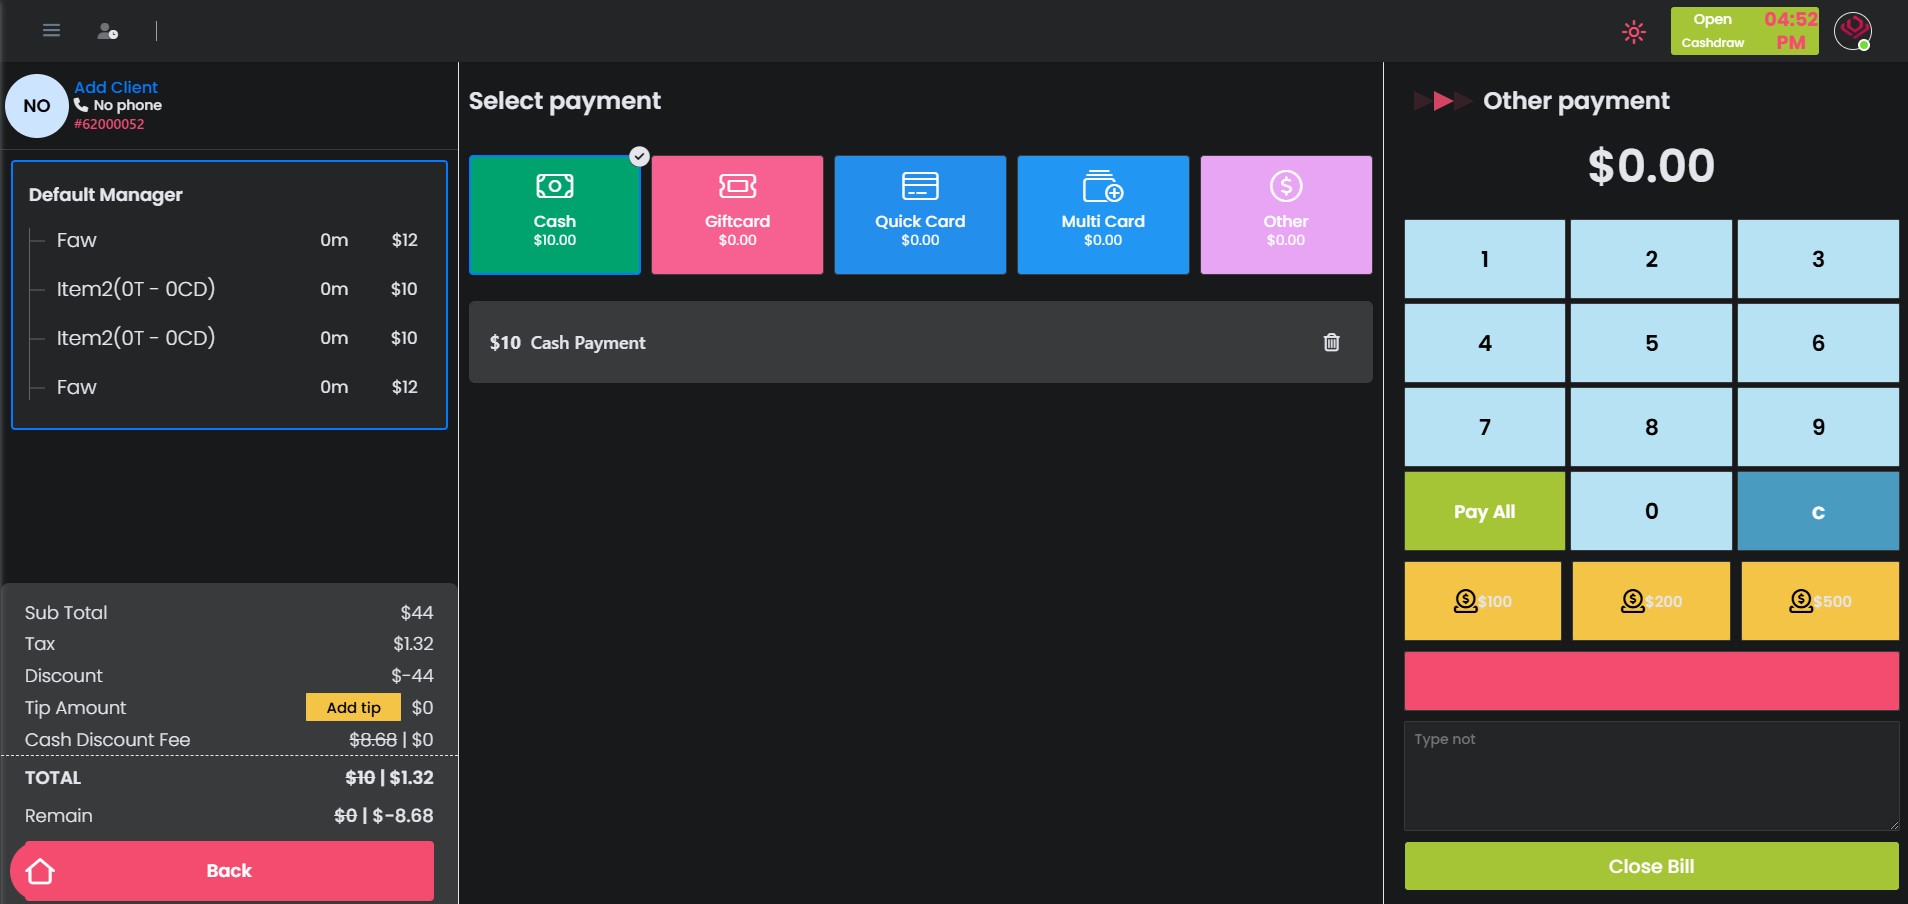 Open
Cashdraw
04:52
PM
NO
Add Client
No phone
#62000052
Default Manager
Faw 0m $12
Item2(0T - 0CD) 0m $10
Item2(0T - 0CD) 0m $10
Faw 0m $12
Sub Total $44
Tax $1.32
Discount $-44
Tip Amount Add tip $0
Cash Discount Fee $8.68 | $0
TOTAL $10 | $1.32
Remain $0 | $-8.68
Back
Select payment
Cash
$10.00
Giftcard
$0.00
Quick Card
$0.00
Multi Card
$0.00
Other
$0.00
$10 Cash Payment
Other payment
$0.00
1 2 3
4 5 6
7 8 9
Pay All 0 c
$100 $200 $500
Type not
Close Bill